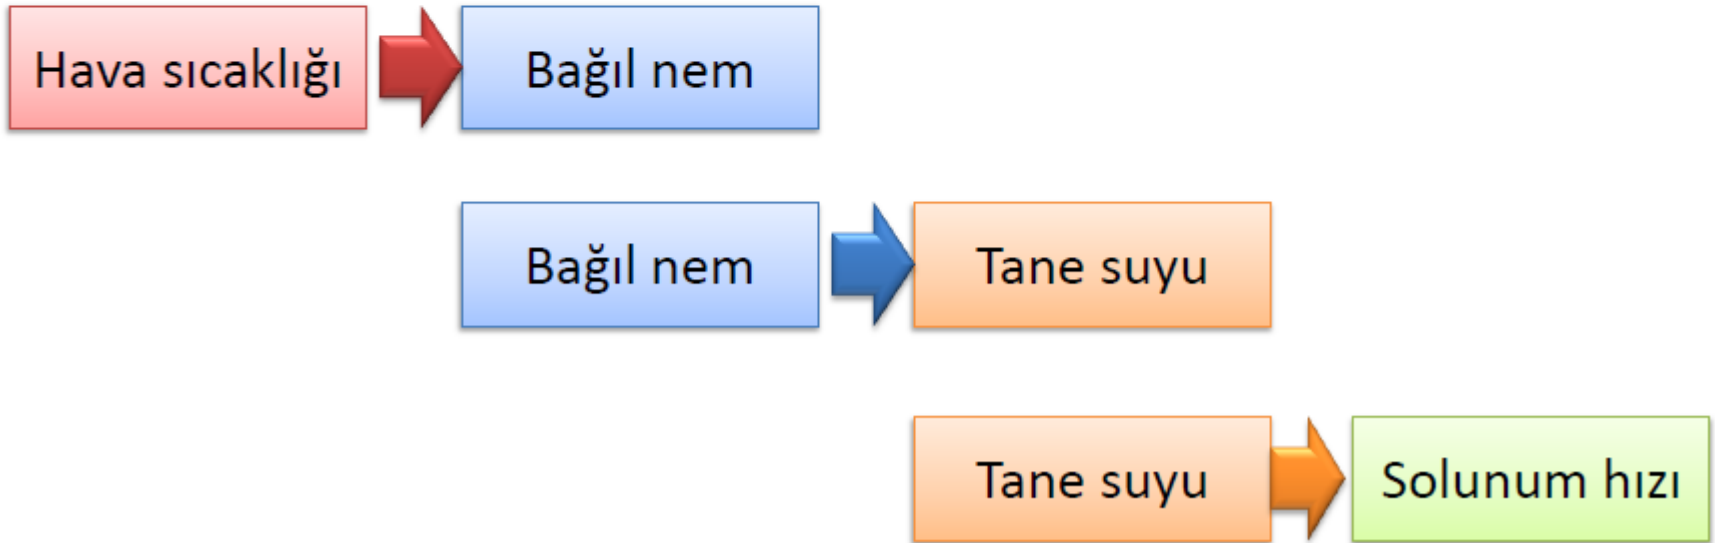 Hava sıcaklığı
Bağıl nem
Bağıl nem
Tane suyu
Tane suyu
Solunum hızı